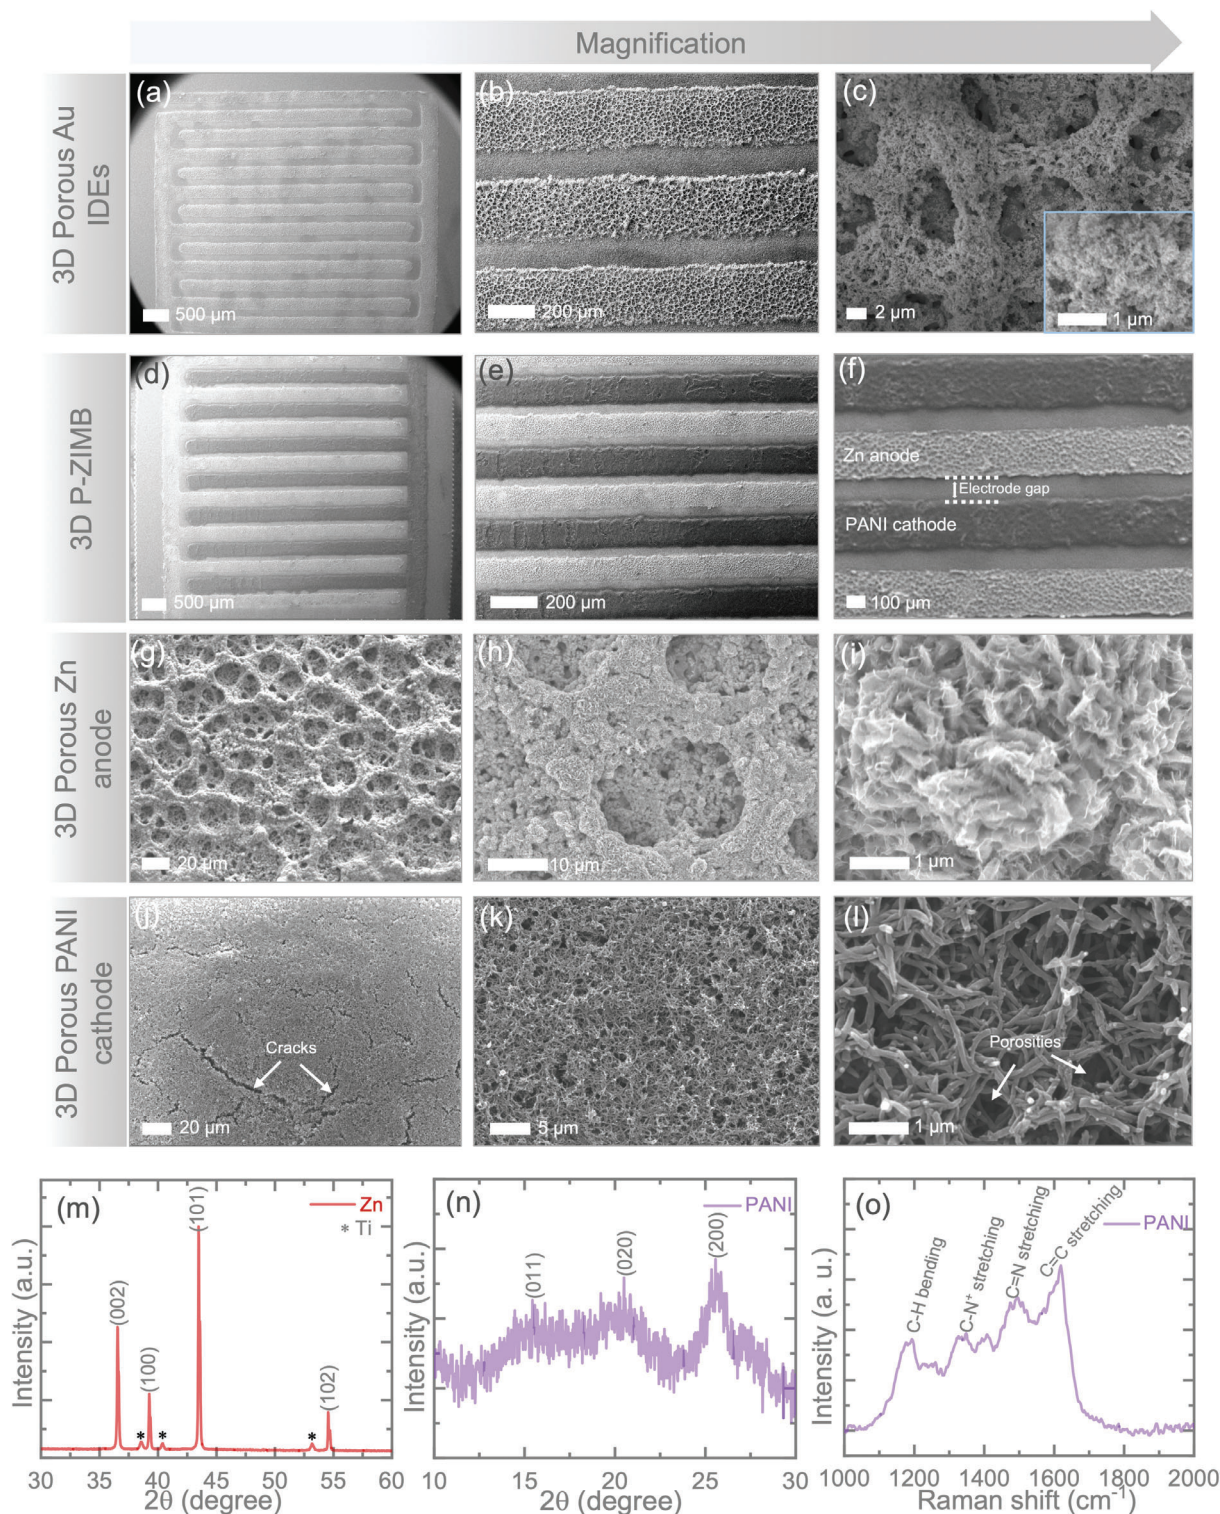 Magnification
3D Porous Au
IDEs
(a)
500 µm
(b)
200 µm
(c)
2 µm
1 µm
3D P-ZIMB
(d)
500 µm
(e)
200 µm
(f)
Zn anode
Electrode gap
PANI cathode
100 µm
3D Porous Zn
anode
(g)
20 µm
(h)
10 µm
(i)
1 µm
3D Porous PANI
cathode
(j)
Cracks
20 µm
(k)
5 µm
(l)
Porosities
1 µm
(m)
Zn
* Ti
(002)
(100)
(101)
(102)
* * *
Intensity (a.u.)
30 35 40 45 50 55 60
2θ (degree)
(n)
PANI
(011)
(020)
(200)
Intensity (a.u.)
10 15 20 25 30
2θ (degree)
(o)
PANI
C-H bending
C-N⁺ stretching
C=N stretching
C=C stretching
Intensity (a. u.)
1000 1200 1400 1600 1800 2000
Raman shift (cm⁻¹)